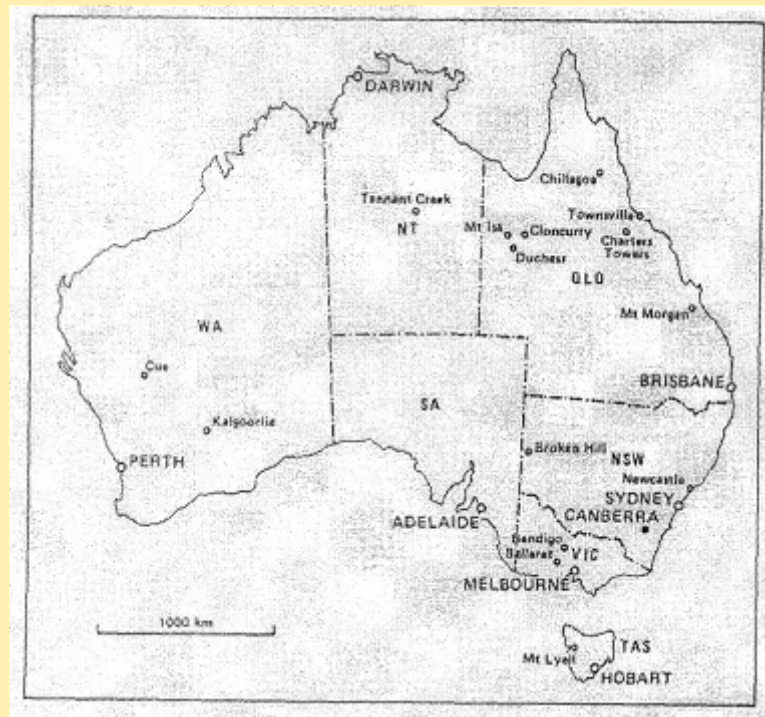 DARWIN
Chillagoe
Tennant Creek
NT
Townsville
Mt Isa
Cloncurry
Charters
Towers
Duchess
QLD
Mt Morgan
WA
Cue
BRISBANE
SA
Kalgoorlie
Broken Hill
NSW
PERTH
Newcastle
SYDNEY
ADELAIDE
CANBERRA
Bendigo
Ballarat
VIC
MELBOURNE
1000 km
TAS
Mt Lyell
HOBART